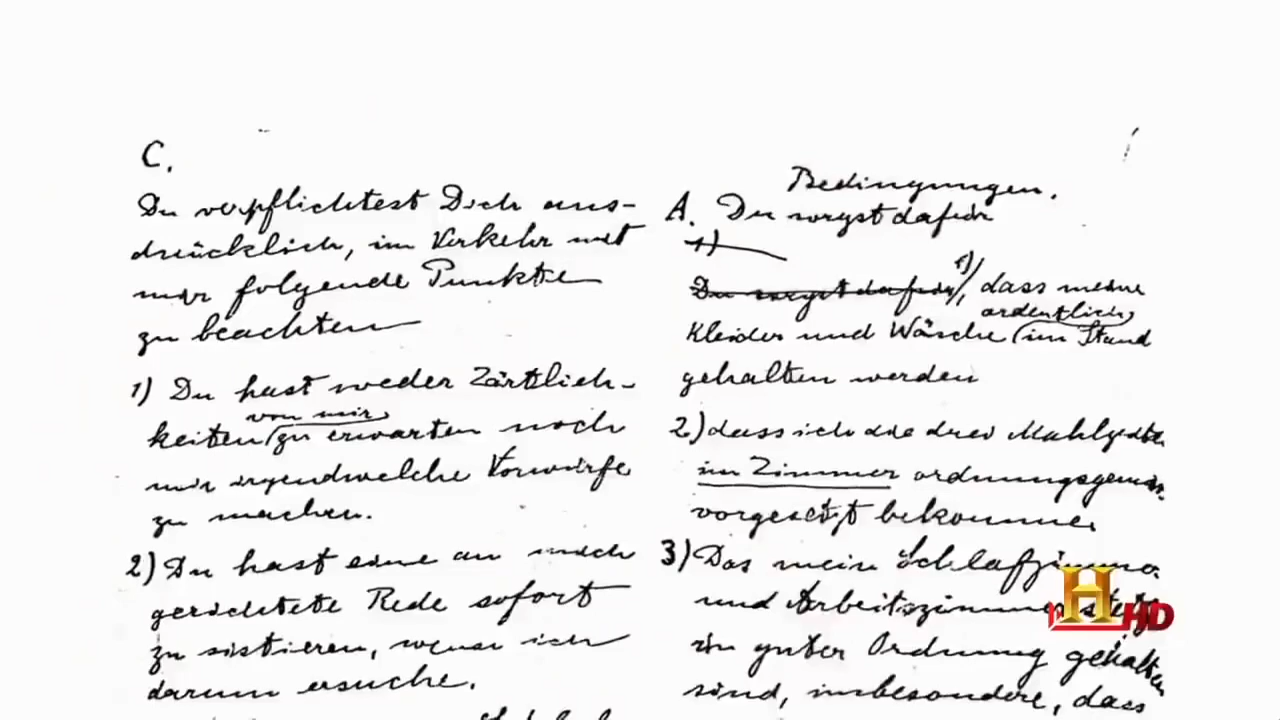 C.
Du verpflichtest Dich aus-
drücklich, im Verkehr mit
mir folgende Punkte
zu beachten
1) Du hast weder Zärtlich-
von mir
keiten zu erwarten noch
mir irgendwelche Vorwürfe
zu machen.
2) Du hast eine an mich
gerichtete Rede sofort
zu sistieren, wenn ich
darum ersuche.
Bedingungen.
A. Du sorgst dafür
1)
Du sorgst dafür, 1) dass meine
ordentlich
Kleider und Wäsche im Stand
gehalten werden
2) dass ich die drei Mahlzeiten
im Zimmer ordnungsgemäss
vorgesetzt bekomme.
3) Das mein Schlafzimmer
und Arbeitszimmer stets
in guter Ordnung gehalten
sind, insbesondere, dass
H HD